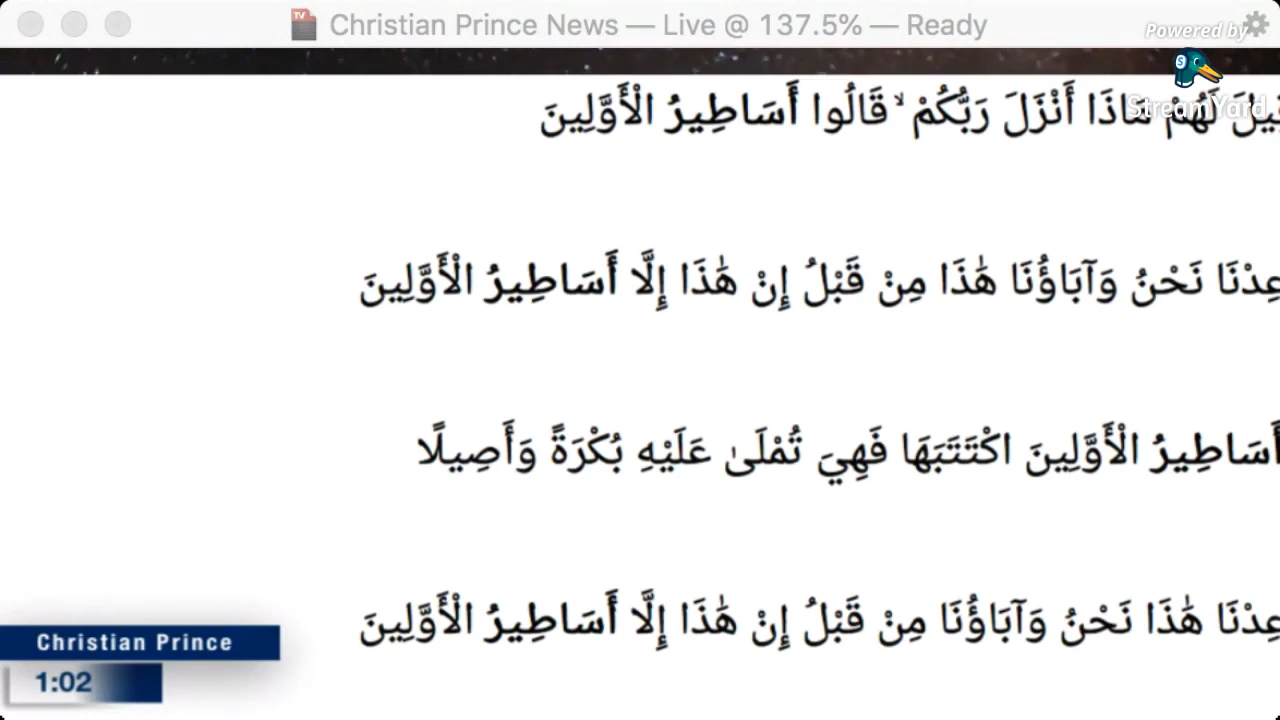 Christian Prince News — Live @ 137.5% — Ready
Powered by
StreamYard
لَهُمْ مَاذَا أَنْزَلَ رَبُّكُمْ ۙ قَالُوا أَسَاطِيرُ الْأَوَّلِينَ
نَحْنُ وَآبَاؤُنَا هَٰذَا مِنْ قَبْلُ إِنْ هَٰذَا إِلَّا أَسَاطِيرُ الْأَوَّلِينَ
أَسَاطِيرُ الْأَوَّلِينَ اكْتَتَبَهَا فَهِيَ تُمْلَىٰ عَلَيْهِ بُكْرَةً وَأَصِيلًا
هَٰذَا نَحْنُ وَآبَاؤُنَا مِنْ قَبْلُ إِنْ هَٰذَا إِلَّا أَسَاطِيرُ الْأَوَّلِينَ
Christian Prince
1:02